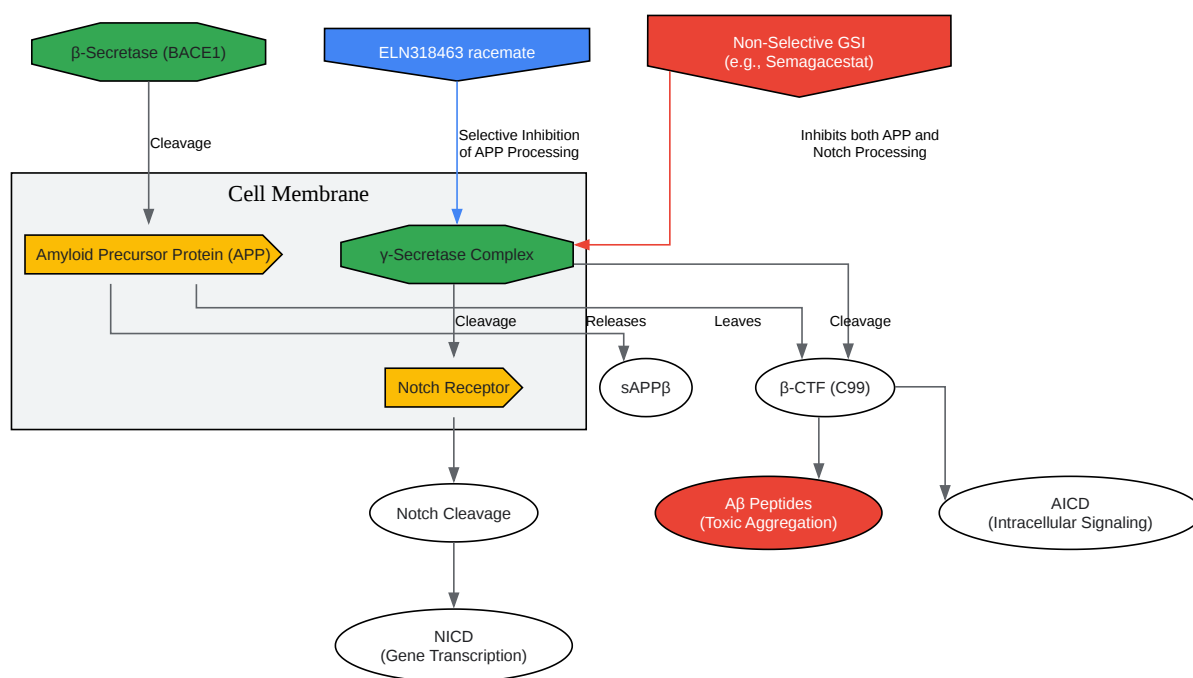 β-Secretase (BACE1)
ELN318463 racemate
Non-Selective GSI
(e.g., Semagacestat)
Cleavage
Selective Inhibition
of APP Processing
Inhibits both APP and
Notch Processing
Cell Membrane
Amyloid Precursor Protein (APP)
γ-Secretase Complex
Cleavage
Releases
Leaves
Cleavage
Notch Receptor
sAPPβ
β-CTF (C99)
Notch Cleavage
Aβ Peptides
(Toxic Aggregation)
AICD
(Intracellular Signaling)
NICD
(Gene Transcription)